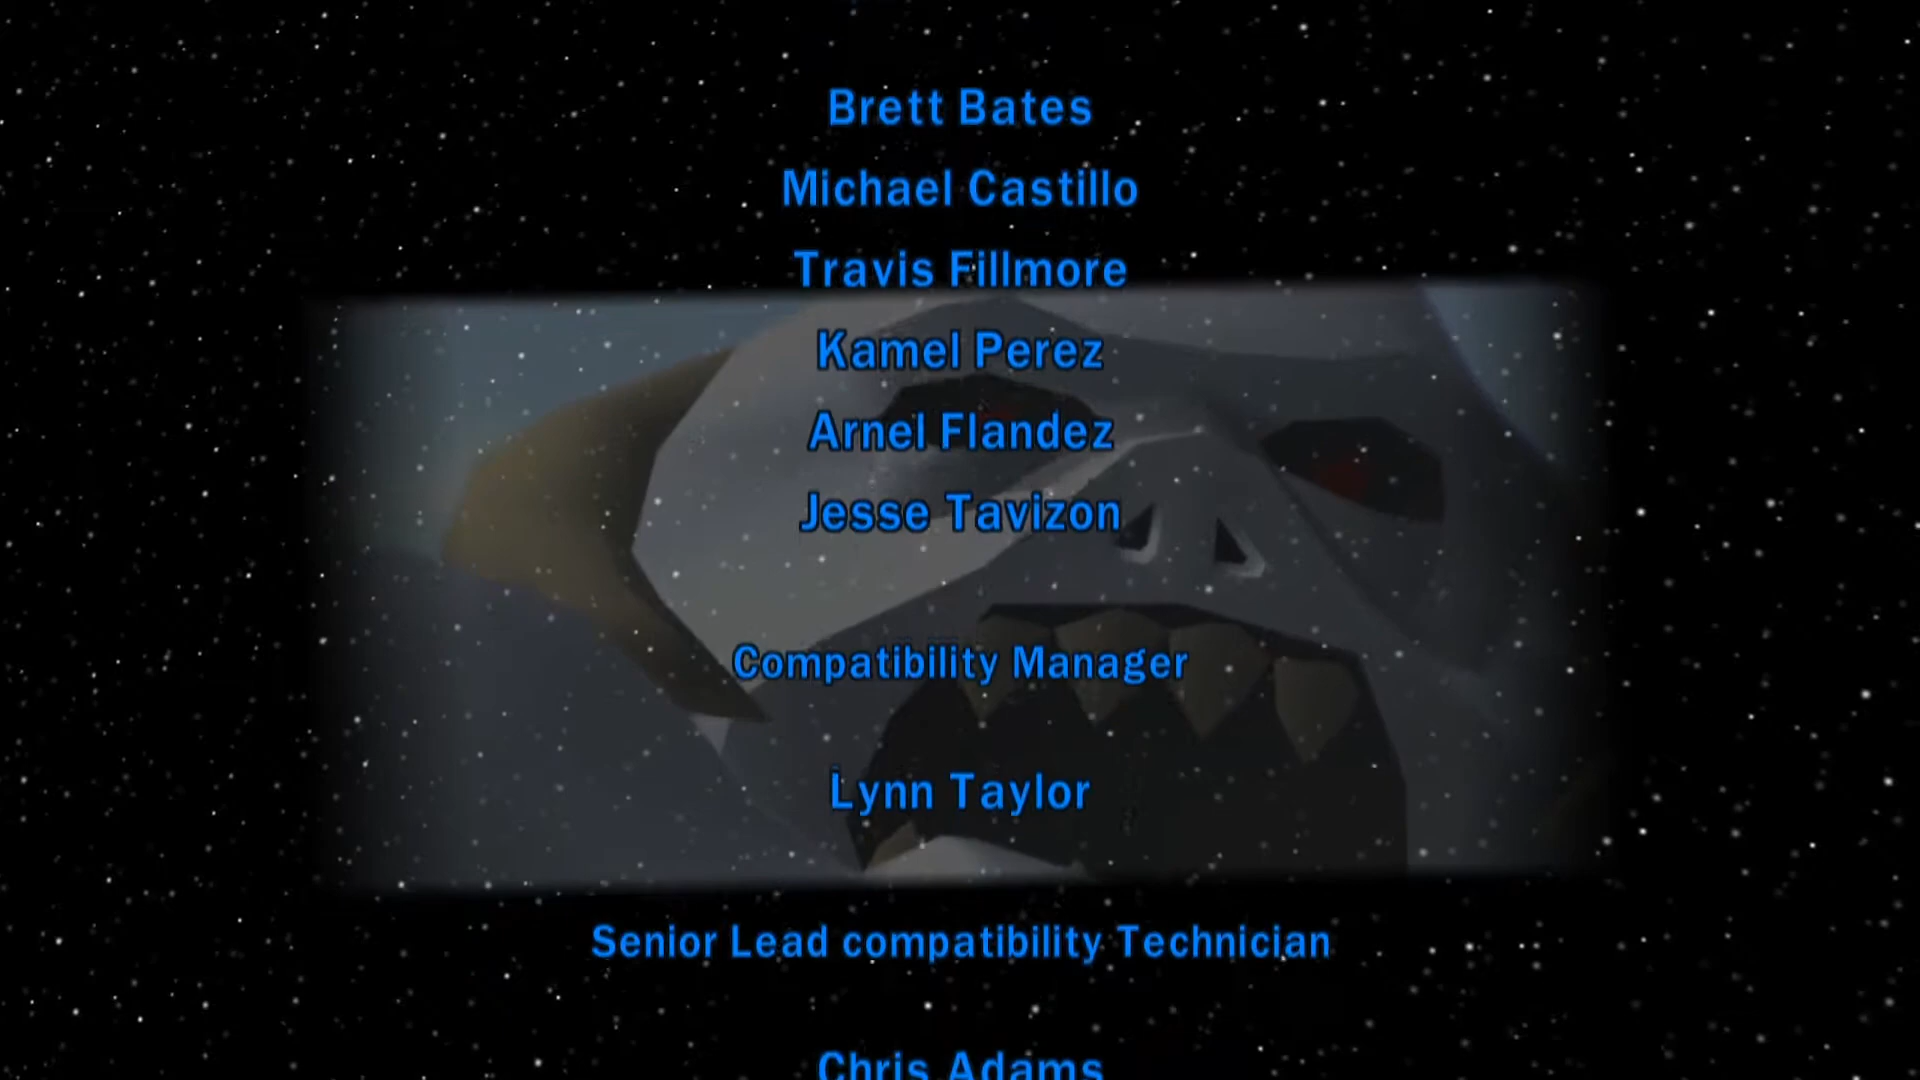 Brett Bates
Michael Castillo
Travis Fillmore
Kamel Perez
Arnel Flandez
Jesse Tavizon
Compatibility Manager
Lynn Taylor
Senior Lead compatibility Technician
Chris Adams